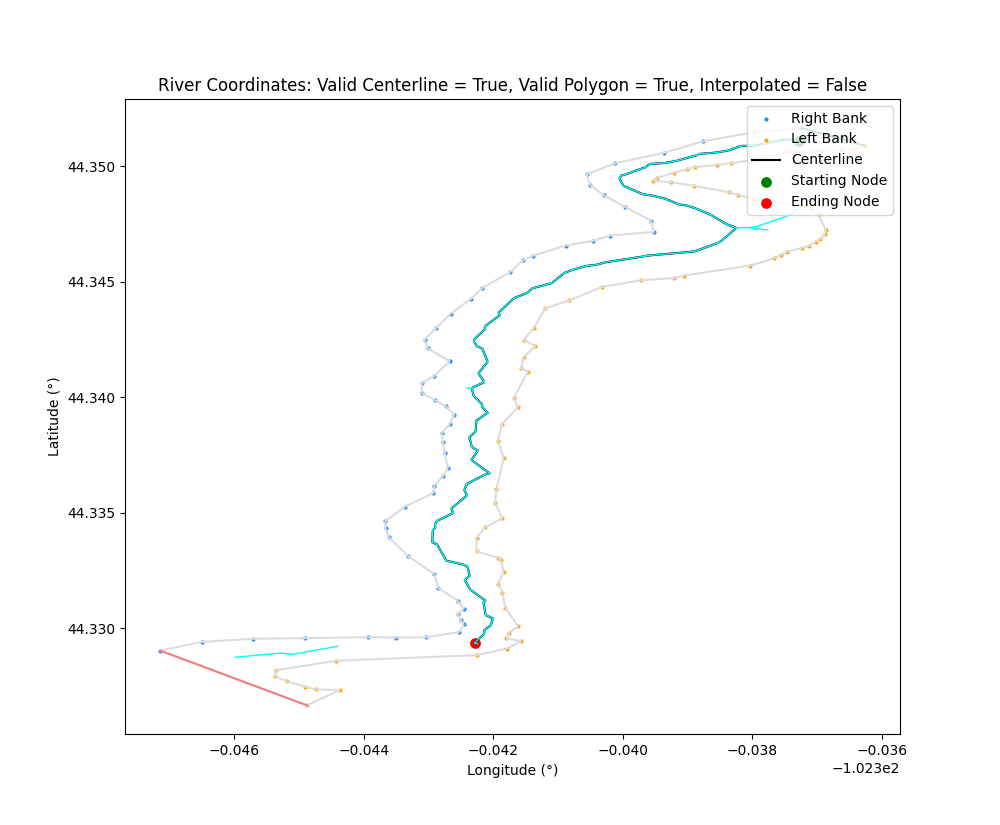 River Coordinates: Valid Centerline = True, Valid Polygon = True, Interpolated = False
Right Bank
Left Bank
Centerline
Starting Node
Ending Node
44.350
44.345
44.340
44.335
44.330
Latitude (°)
−0.046 −0.044 −0.042 −0.040 −0.038 −0.036
Longitude (°)
−1.023e2